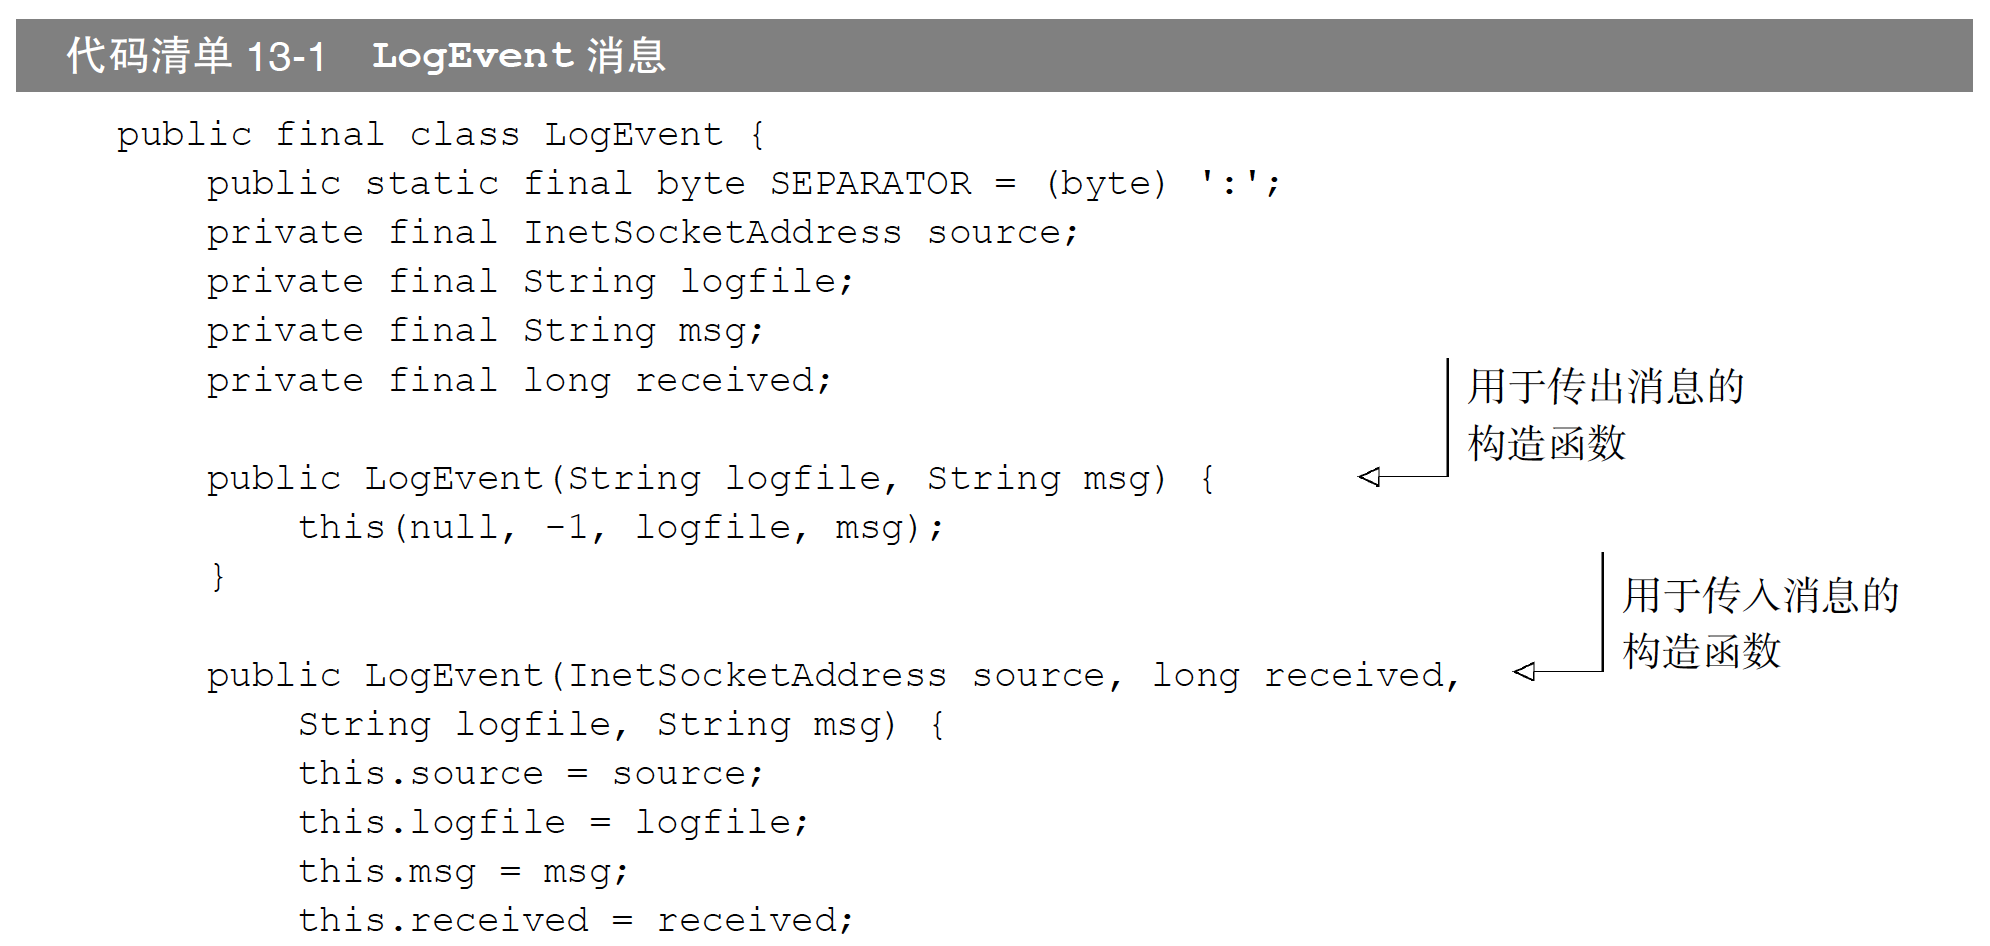 代码清单 13-1 LogEvent 消息
public final class LogEvent {
    public static final byte SEPARATOR = (byte) ':';
    private final InetSocketAddress source;
    private final String logfile;
    private final String msg;
    private final long received;
用于传出消息的
构造函数
    public LogEvent(String logfile, String msg) {
        this(null, -1, logfile, msg);
    }
用于传入消息的
构造函数
    public LogEvent(InetSocketAddress source, long received,
        String logfile, String msg) {
        this.source = source;
        this.logfile = logfile;
        this.msg = msg;
        this.received = received;